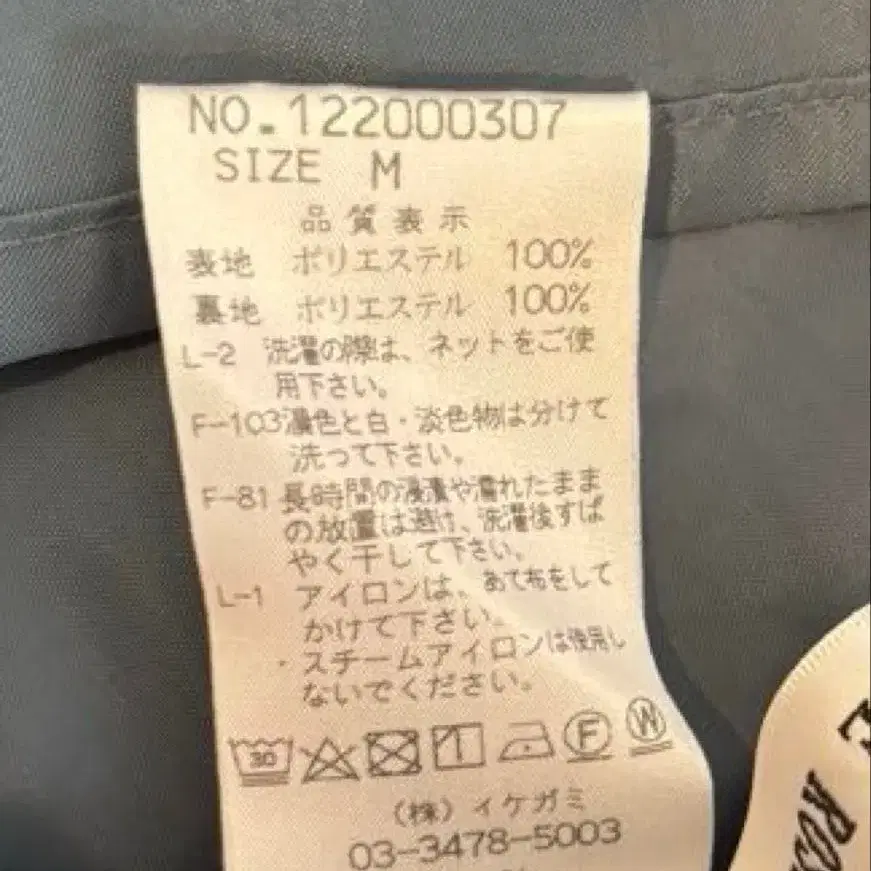 NO.122000307
SIZE M
品質表示
表地 ポリエステル 100%
裏地 ポリエステル 100%
L-2 洗濯の際は、ネットをご使
用下さい。
F-103濃色と白・淡色物は分けて
洗って下さい。
F-81 長時間の浸漬や濡れたまま
の放置は避け、洗濯後すば
やく干して下さい。
L-1 アイロンは、あて布をして
かけて下さい。
・スチームアイロンは使用し
ないでください。
30
F
W
(株)イケガミ
03-3478-5003